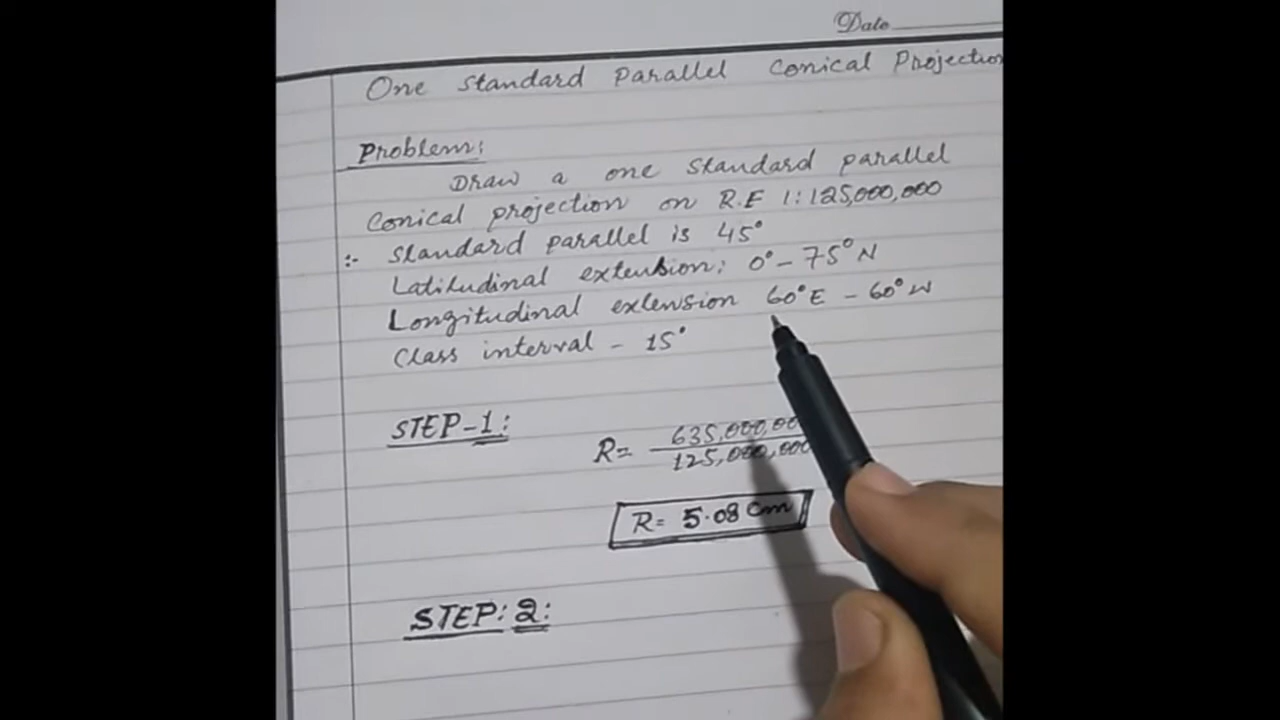 Date
One Standard Parallel Conical Projection
Problem:
Draw a one standard parallel
Conical projection on R.F 1:125,000,000
:- Standard parallel is 45°
Latitudinal extension: 0° - 75° N
Longitudinal extension 60°E - 60°W
Class interval - 15°
STEP-1:
R= 635,000,00
125,000,000
R= 5.08 cm
STEP: 2: